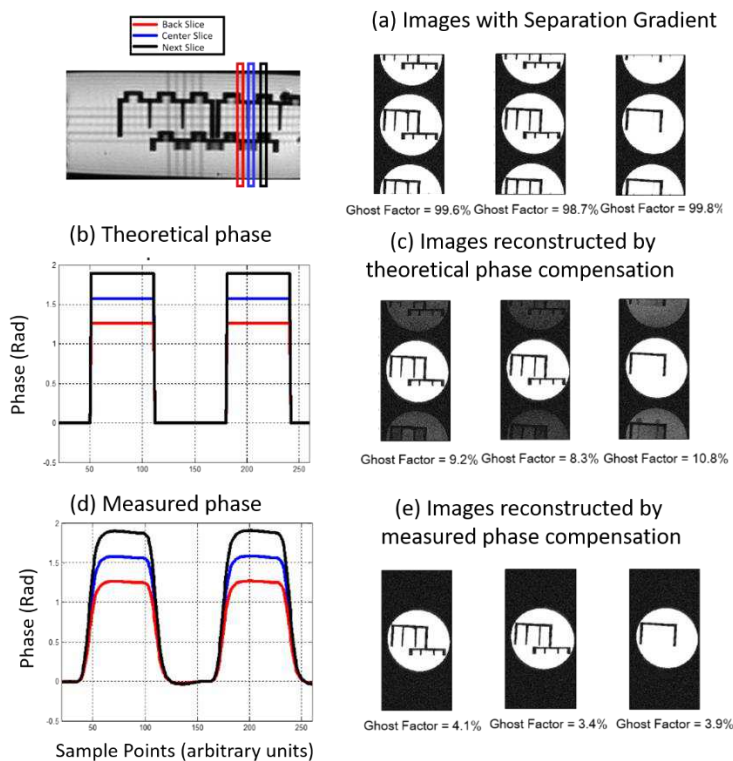 Back Slice
Center Slice
Next Slice
(a) Images with Separation Gradient
Ghost Factor = 99.6% Ghost Factor = 98.7% Ghost Factor = 99.8%
(b) Theoretical phase
2
1.5
1
0.5
0
-0.5
50 100 150 200 250
Phase (Rad)
(c) Images reconstructed by
theoretical phase compensation
Ghost Factor = 9.2% Ghost Factor = 8.3% Ghost Factor = 10.8%
(d) Measured phase
2
1.5
1
0.5
0
-0.5
50 100 150 200 250
Phase (Rad)
Sample Points (arbitrary units)
(e) Images reconstructed by
measured phase compensation
Ghost Factor = 4.1% Ghost Factor = 3.4% Ghost Factor = 3.9%